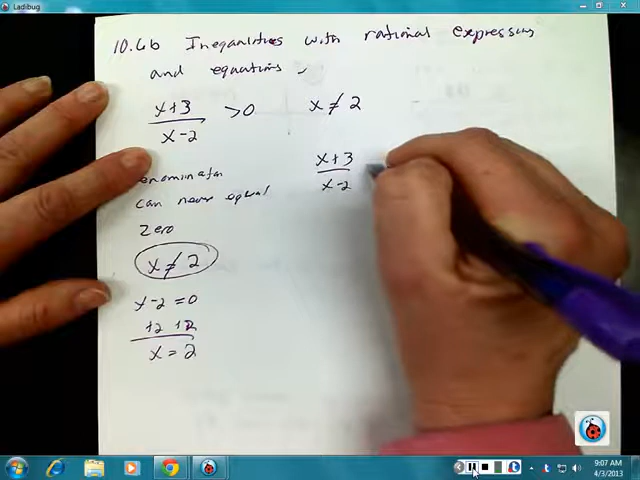 Ladibug
10.6b Inequalities with rational expressions
and equations.
x+3 / x-2 >0 x ≠ 2
x+3 / x-2
enominator
can never equal
zero
x ≠ 2
x-2 =0
+2 +2
x = 2
9:07 AM
4/3/2013